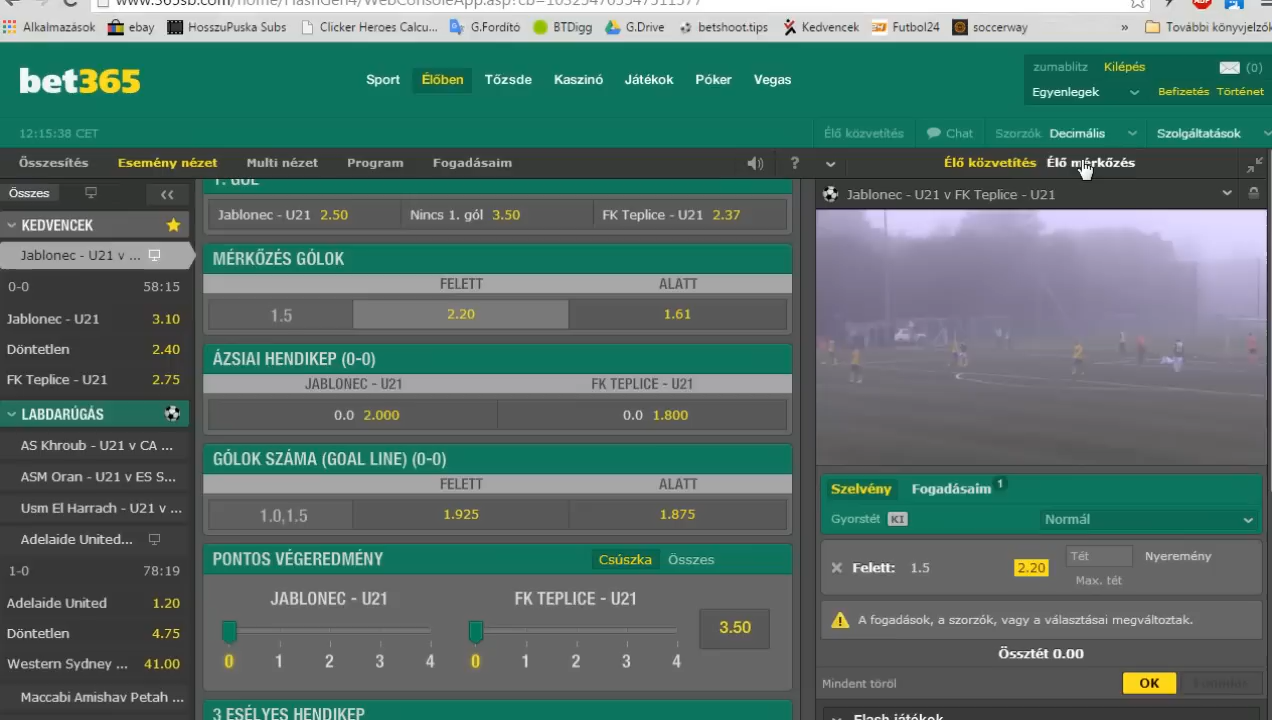 www.365sb.com/home/FlashGen4/WebConsoleApp.asp?cb=
Alkalmazások ebay HosszuPuska Subs Clicker Heroes Calcu... G.Fordító BTDigg G.Drive betshoot.tips Kedvencek Futbol24 soccerway » További könyvjelzők
bet365
Sport Élőben Tőzsde Kaszinó Játékok Póker Vegas
zumablitz Kilépés (0)
Egyenlegek Befizetés Történet
12:15:38 CET
Élő közvetítés Chat Szorzók Decimális Szolgáltatások
Összesítés Esemény nézet Multi nézet Program Fogadásaim ?
Élő közvetítés Élő mérkőzés
Összes
KEDVENCEK
Jablonec - U21 v ...
0-0 58:15
Jablonec - U21 3.10
Döntetlen 2.40
FK Teplice - U21 2.75
LABDARÚGÁS
AS Khroub - U21 v CA ...
ASM Oran - U21 v ES S...
Usm El Harrach - U21 v ...
Adelaide United...
1-0 78:19
Adelaide United 1.20
Döntetlen 4.75
Western Sydney ... 41.00
Maccabi Amishav Petah ...
1. GÓL
Jablonec - U21 2.50 Nincs 1. gól 3.50 FK Teplice - U21 2.37
MÉRKŐZÉS GÓLOK
FELETT ALATT
1.5 2.20 1.61
ÁZSIAI HENDIKEP (0-0)
JABLONEC - U21 FK TEPLICE - U21
0.0 2.000 0.0 1.800
GÓLOK SZÁMA (GOAL LINE) (0-0)
FELETT ALATT
1.0,1.5 1.925 1.875
PONTOS VÉGEREDMÉNY Csúszka Összes
JABLONEC - U21 FK TEPLICE - U21
3.50
0 1 2 3 4 0 1 2 3 4
3 ESÉLYES HENDIKEP
Jablonec - U21 v FK Teplice - U21
Szelvény Fogadásaim 1
Gyorstét KI Normál
Felett: 1.5 2.20 Tét Nyeremény
Max. tét
A fogadások, a szorzók, vagy a választásai megváltoztak.
Össztét 0.00
Mindent töröl OK
Flash játékok